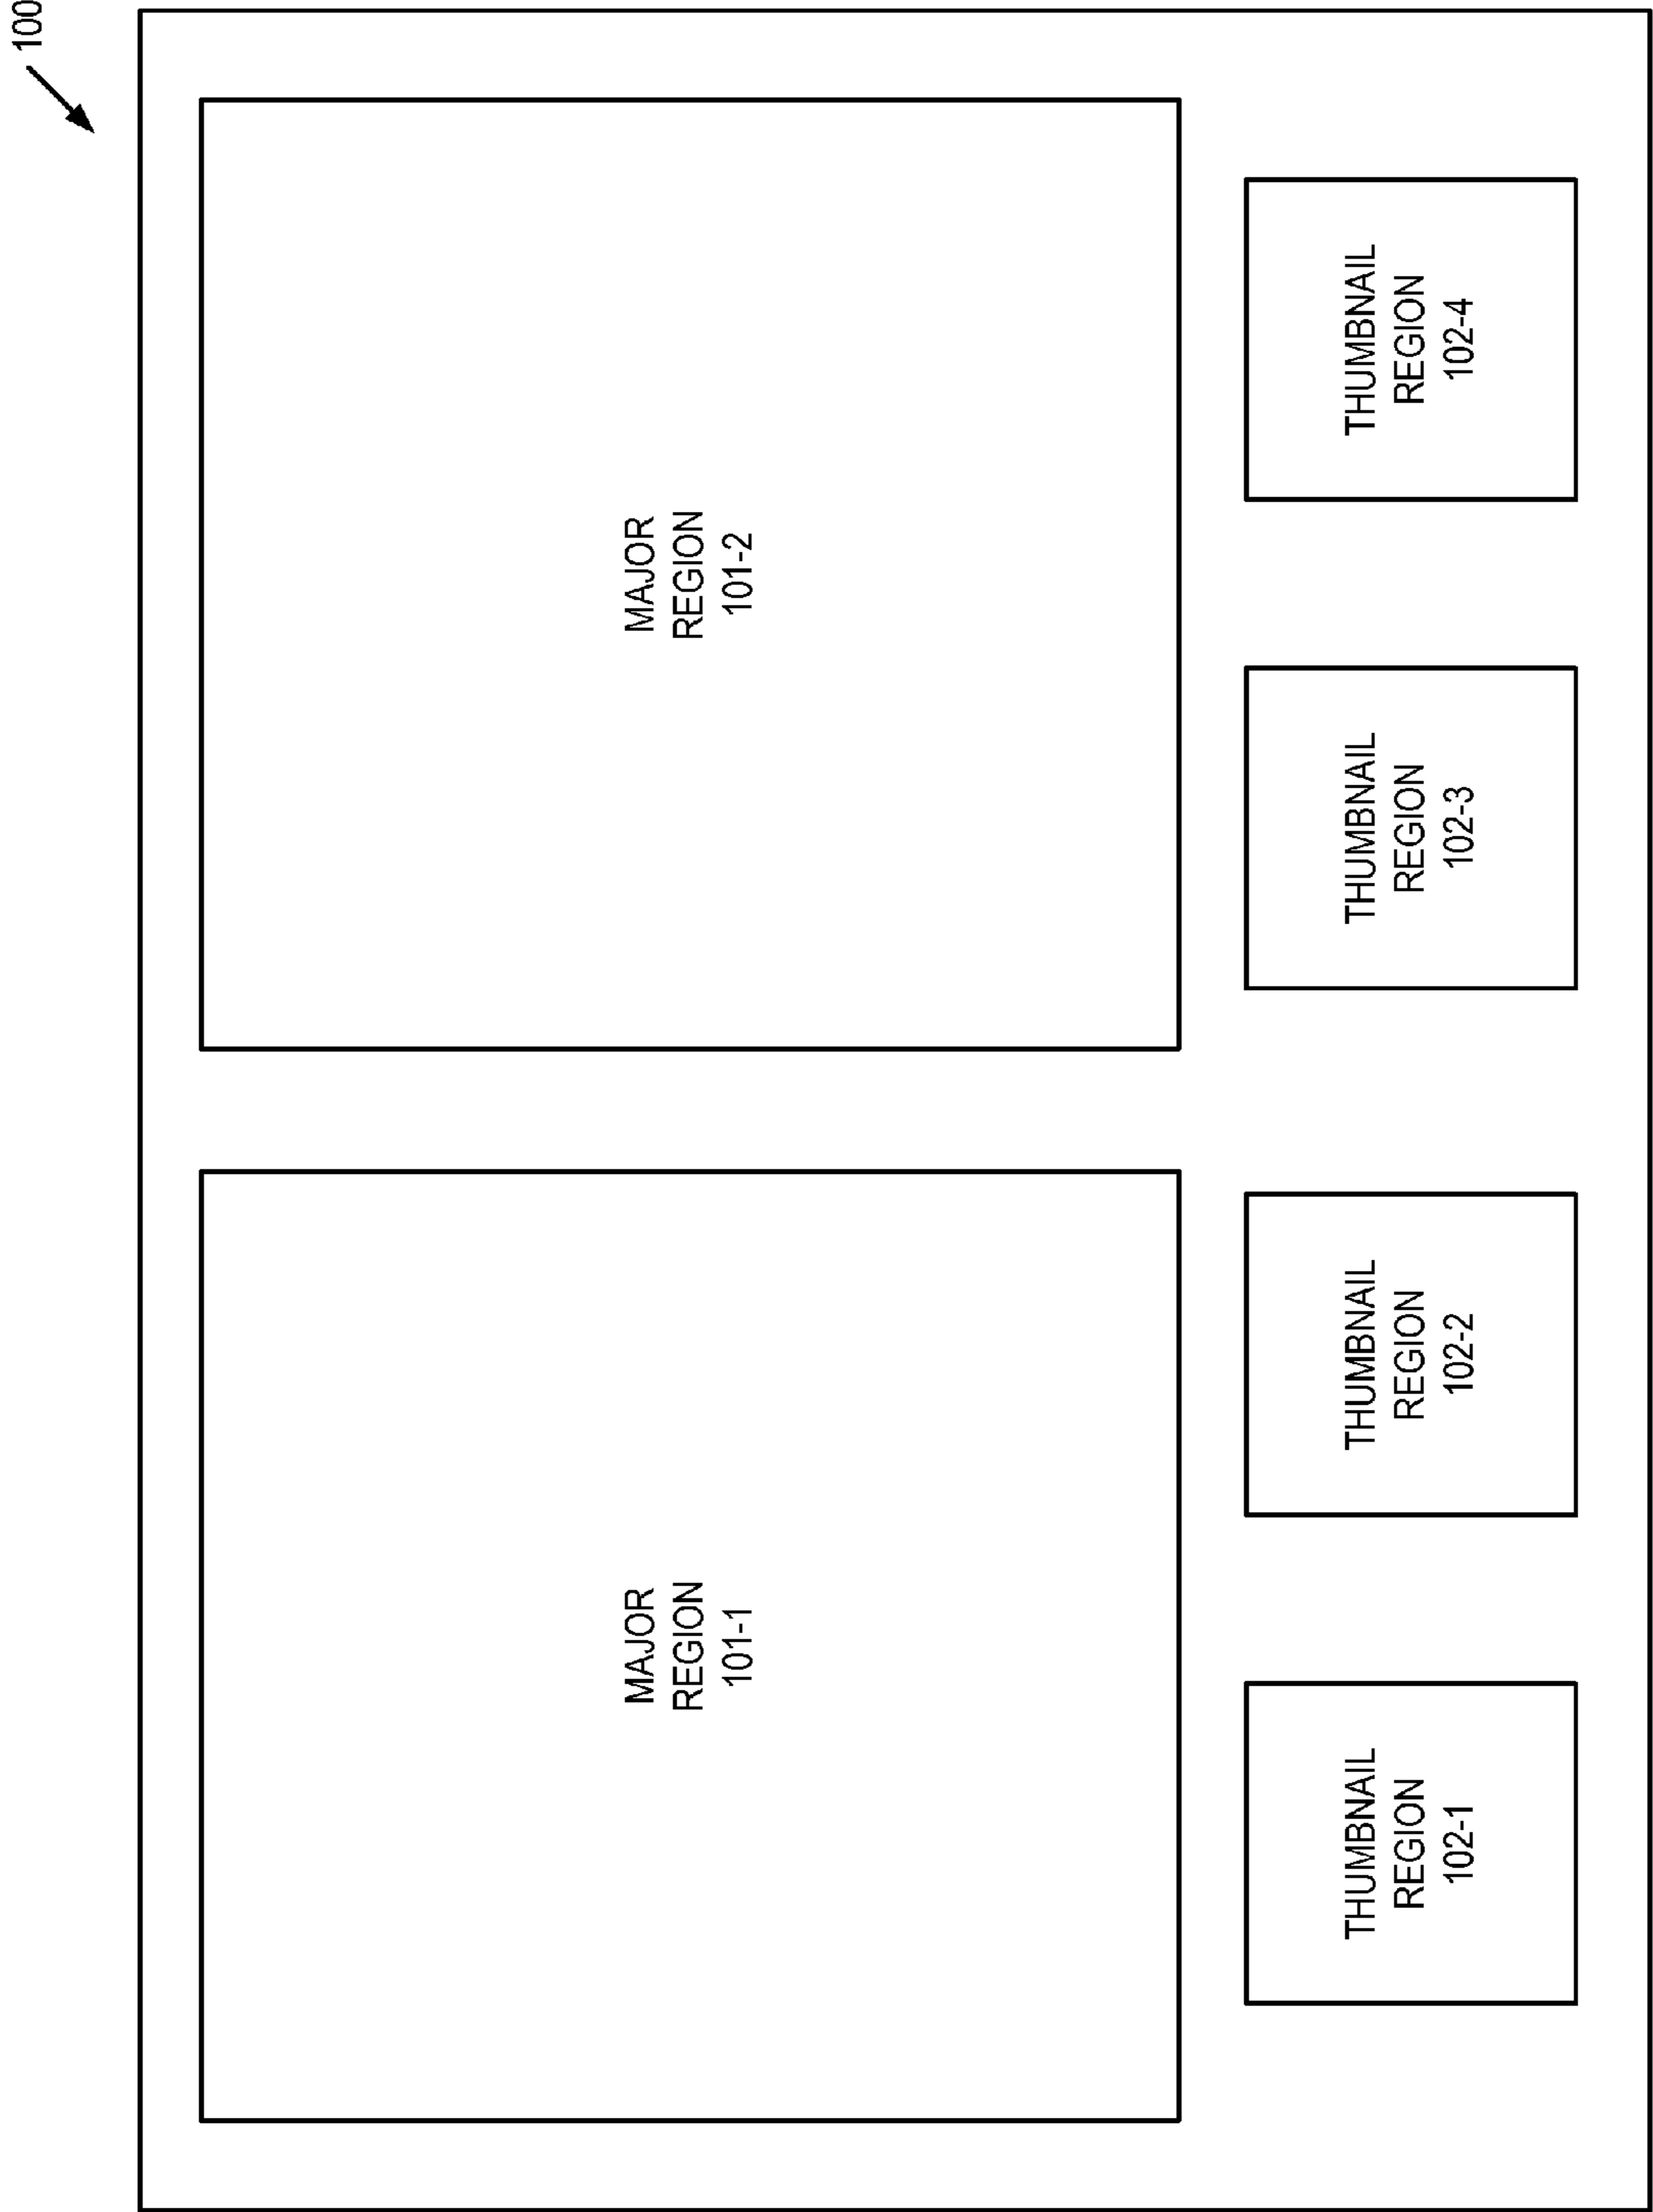 100
MAJOR
REGION
101-1
MAJOR
REGION
101-2
THUMBNAIL
REGION
102-1
THUMBNAIL
REGION
102-2
THUMBNAIL
REGION
102-3
THUMBNAIL
REGION
102-4